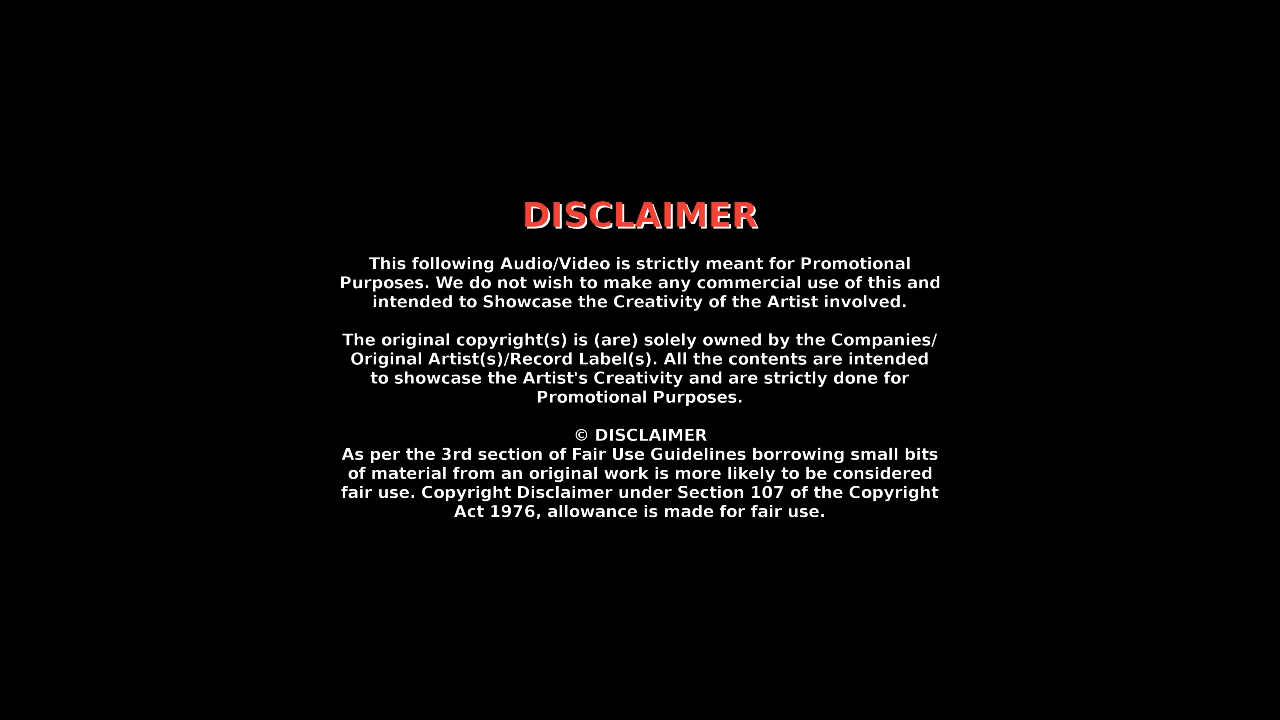 DISCLAIMER
This following Audio/Video is strictly meant for Promotional
Purposes. We do not wish to make any commercial use of this and
intended to Showcase the Creativity of the Artist involved.
The original copyright(s) is (are) solely owned by the Companies/
Original Artist(s)/Record Label(s). All the contents are intended
to showcase the Artist's Creativity and are strictly done for
Promotional Purposes.
© DISCLAIMER
As per the 3rd section of Fair Use Guidelines borrowing small bits
of material from an original work is more likely to be considered
fair use. Copyright Disclaimer under Section 107 of the Copyright
Act 1976, allowance is made for fair use.